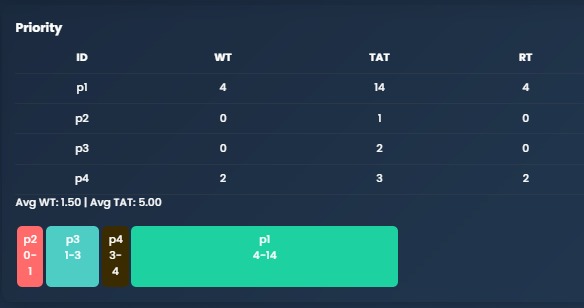 Priority
ID WT TAT RT
p1 4 14 4
p2 0 1 0
p3 0 2 0
p4 2 3 2
Avg WT: 1.50 | Avg TAT: 5.00
p2 0-1
p3 1-3
p4 3-4
p1 4-14